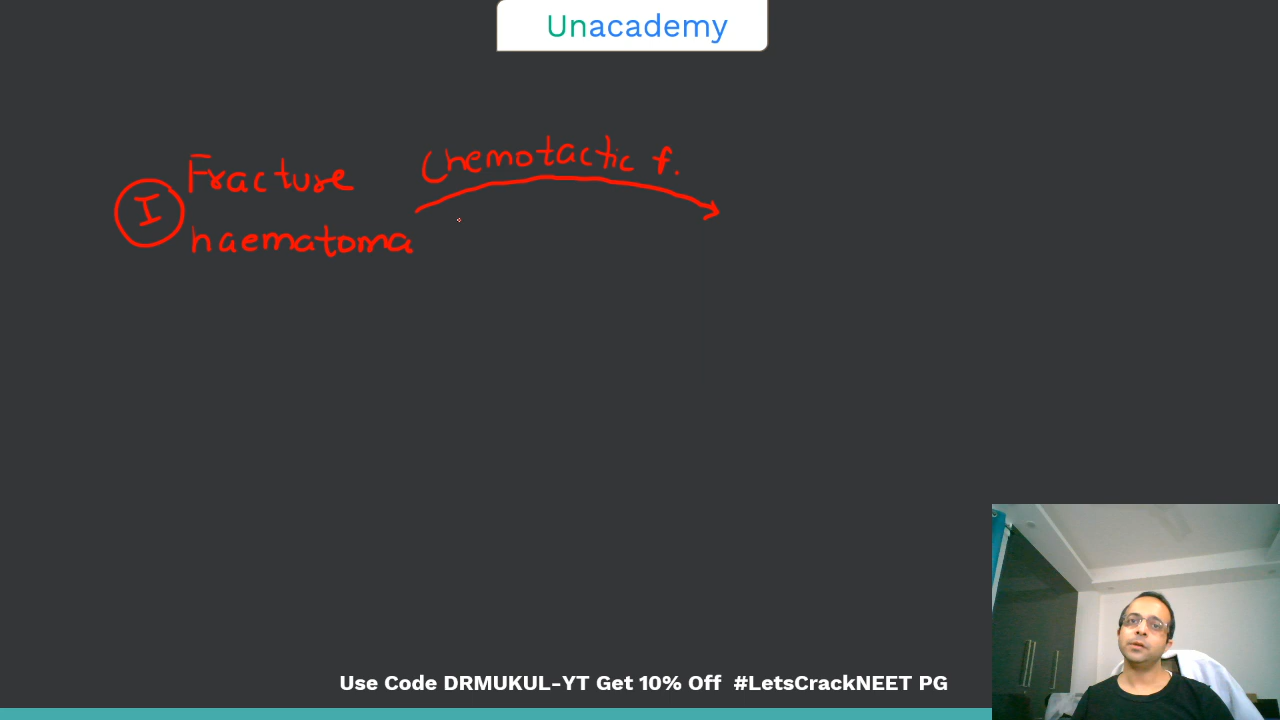 Unacademy
Chemotactic f.
I Fracture
haematoma
Use Code DRMUKUL-YT Get 10% Off #LetsCrackNEET PG